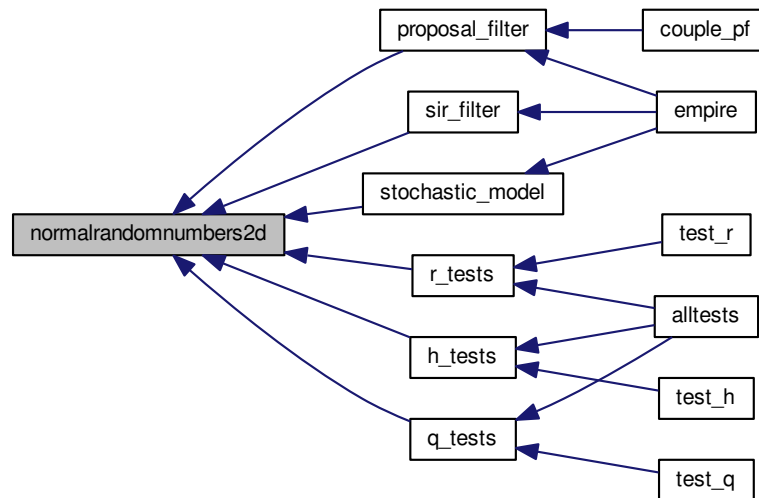 proposal_filter
couple_pf
sir_filter
empire
stochastic_model
normalrandomnumbers2d
test_r
r_tests
alltests
h_tests
test_h
q_tests
test_q